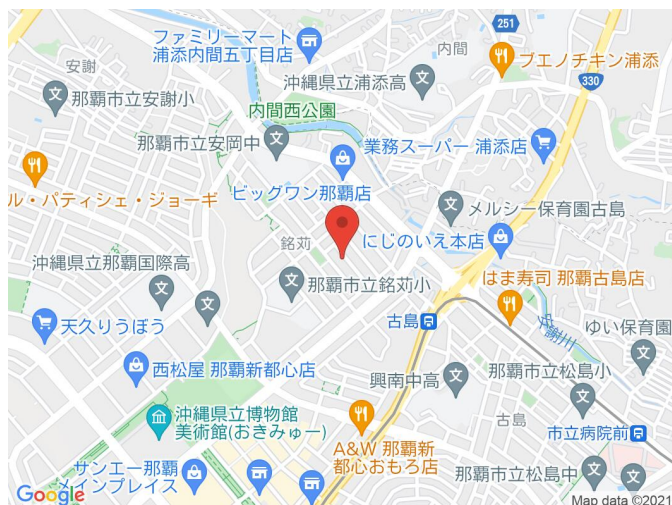 ファミリーマート
浦添内間五丁目店
内間
251
安謝
沖縄県立浦添高
ブエノチキン浦添
330
那覇市立安謝小
内間西公園
那覇市立安岡中
業務スーパー 浦添店
ル・パティシェ・ジョーギ
ビッグワン那覇店
メルシー保育園古島
銘苅
にじのいえ本店
沖縄県立那覇国際高
那覇市立銘苅小
はま寿司 那覇古島店
天久りうぼう
古島
安謝川
ゆい保育園
西松屋 那覇新都心店
興南中高
那覇市立松島小
沖縄県立博物館
美術館(おきみゅー)
古島
市立病院前
A&W 那覇新
都心おもろ店
サンエー那覇
メインプレイス
那覇市立松島中
Google
Map data ©2021